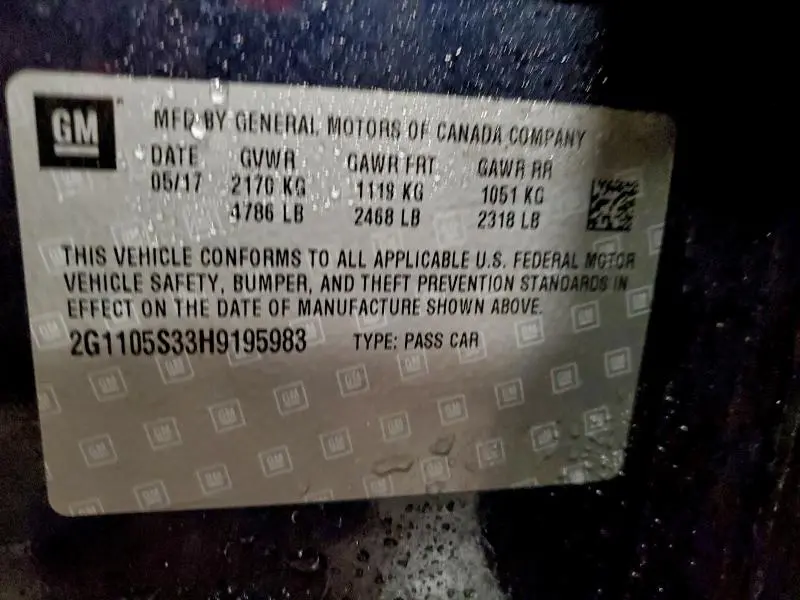 GM
MFD BY GENERAL MOTORS OF CANADA COMPANY
DATE GVWR GAWR FRT GAWR RR
05/17 2170 KG 1119 KG 1051 KG
4786 LB 2468 LB 2318 LB
THIS VEHICLE CONFORMS TO ALL APPLICABLE U.S. FEDERAL MOTOR
VEHICLE SAFETY, BUMPER, AND THEFT PREVENTION STANDARDS IN
EFFECT ON THE DATE OF MANUFACTURE SHOWN ABOVE.
2G1105S33H9195983 TYPE: PASS CAR